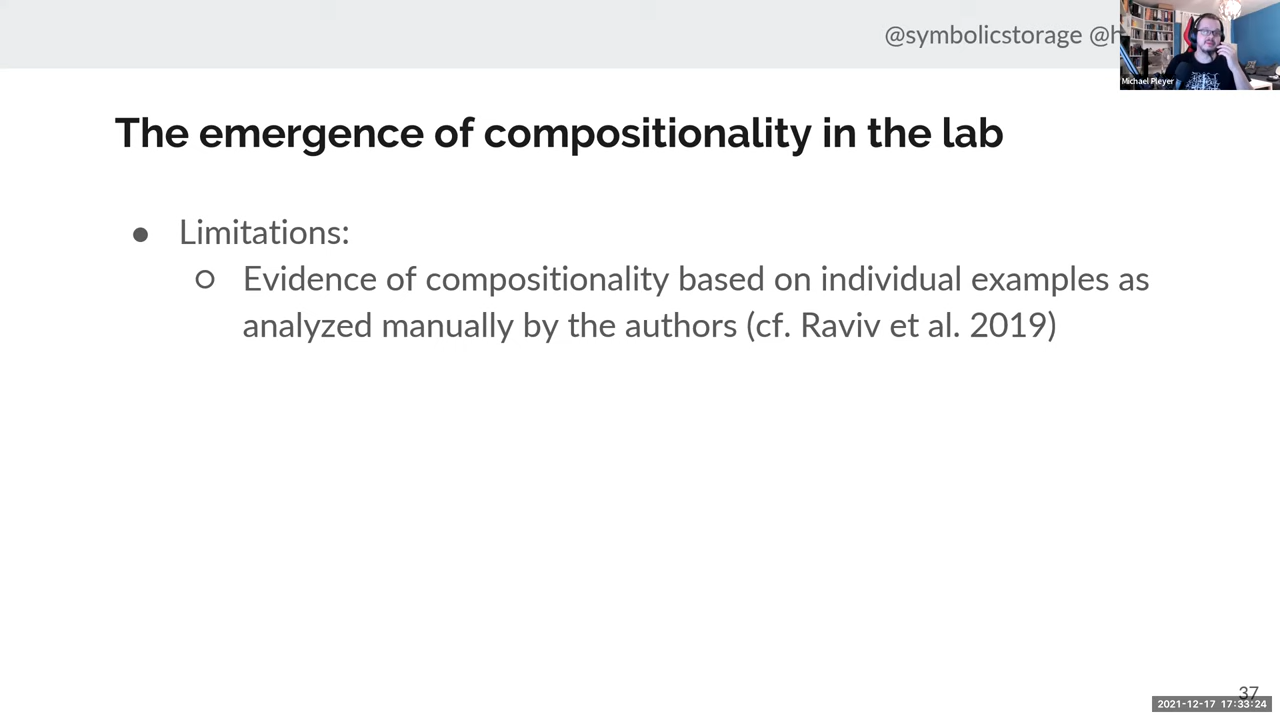 @symbolicstorage @h
Michael Pleyer
The emergence of compositionality in the lab
● Limitations:
○ Evidence of compositionality based on individual examples as
analyzed manually by the authors (cf. Raviv et al. 2019)
37
2021-12-17 17:33:24